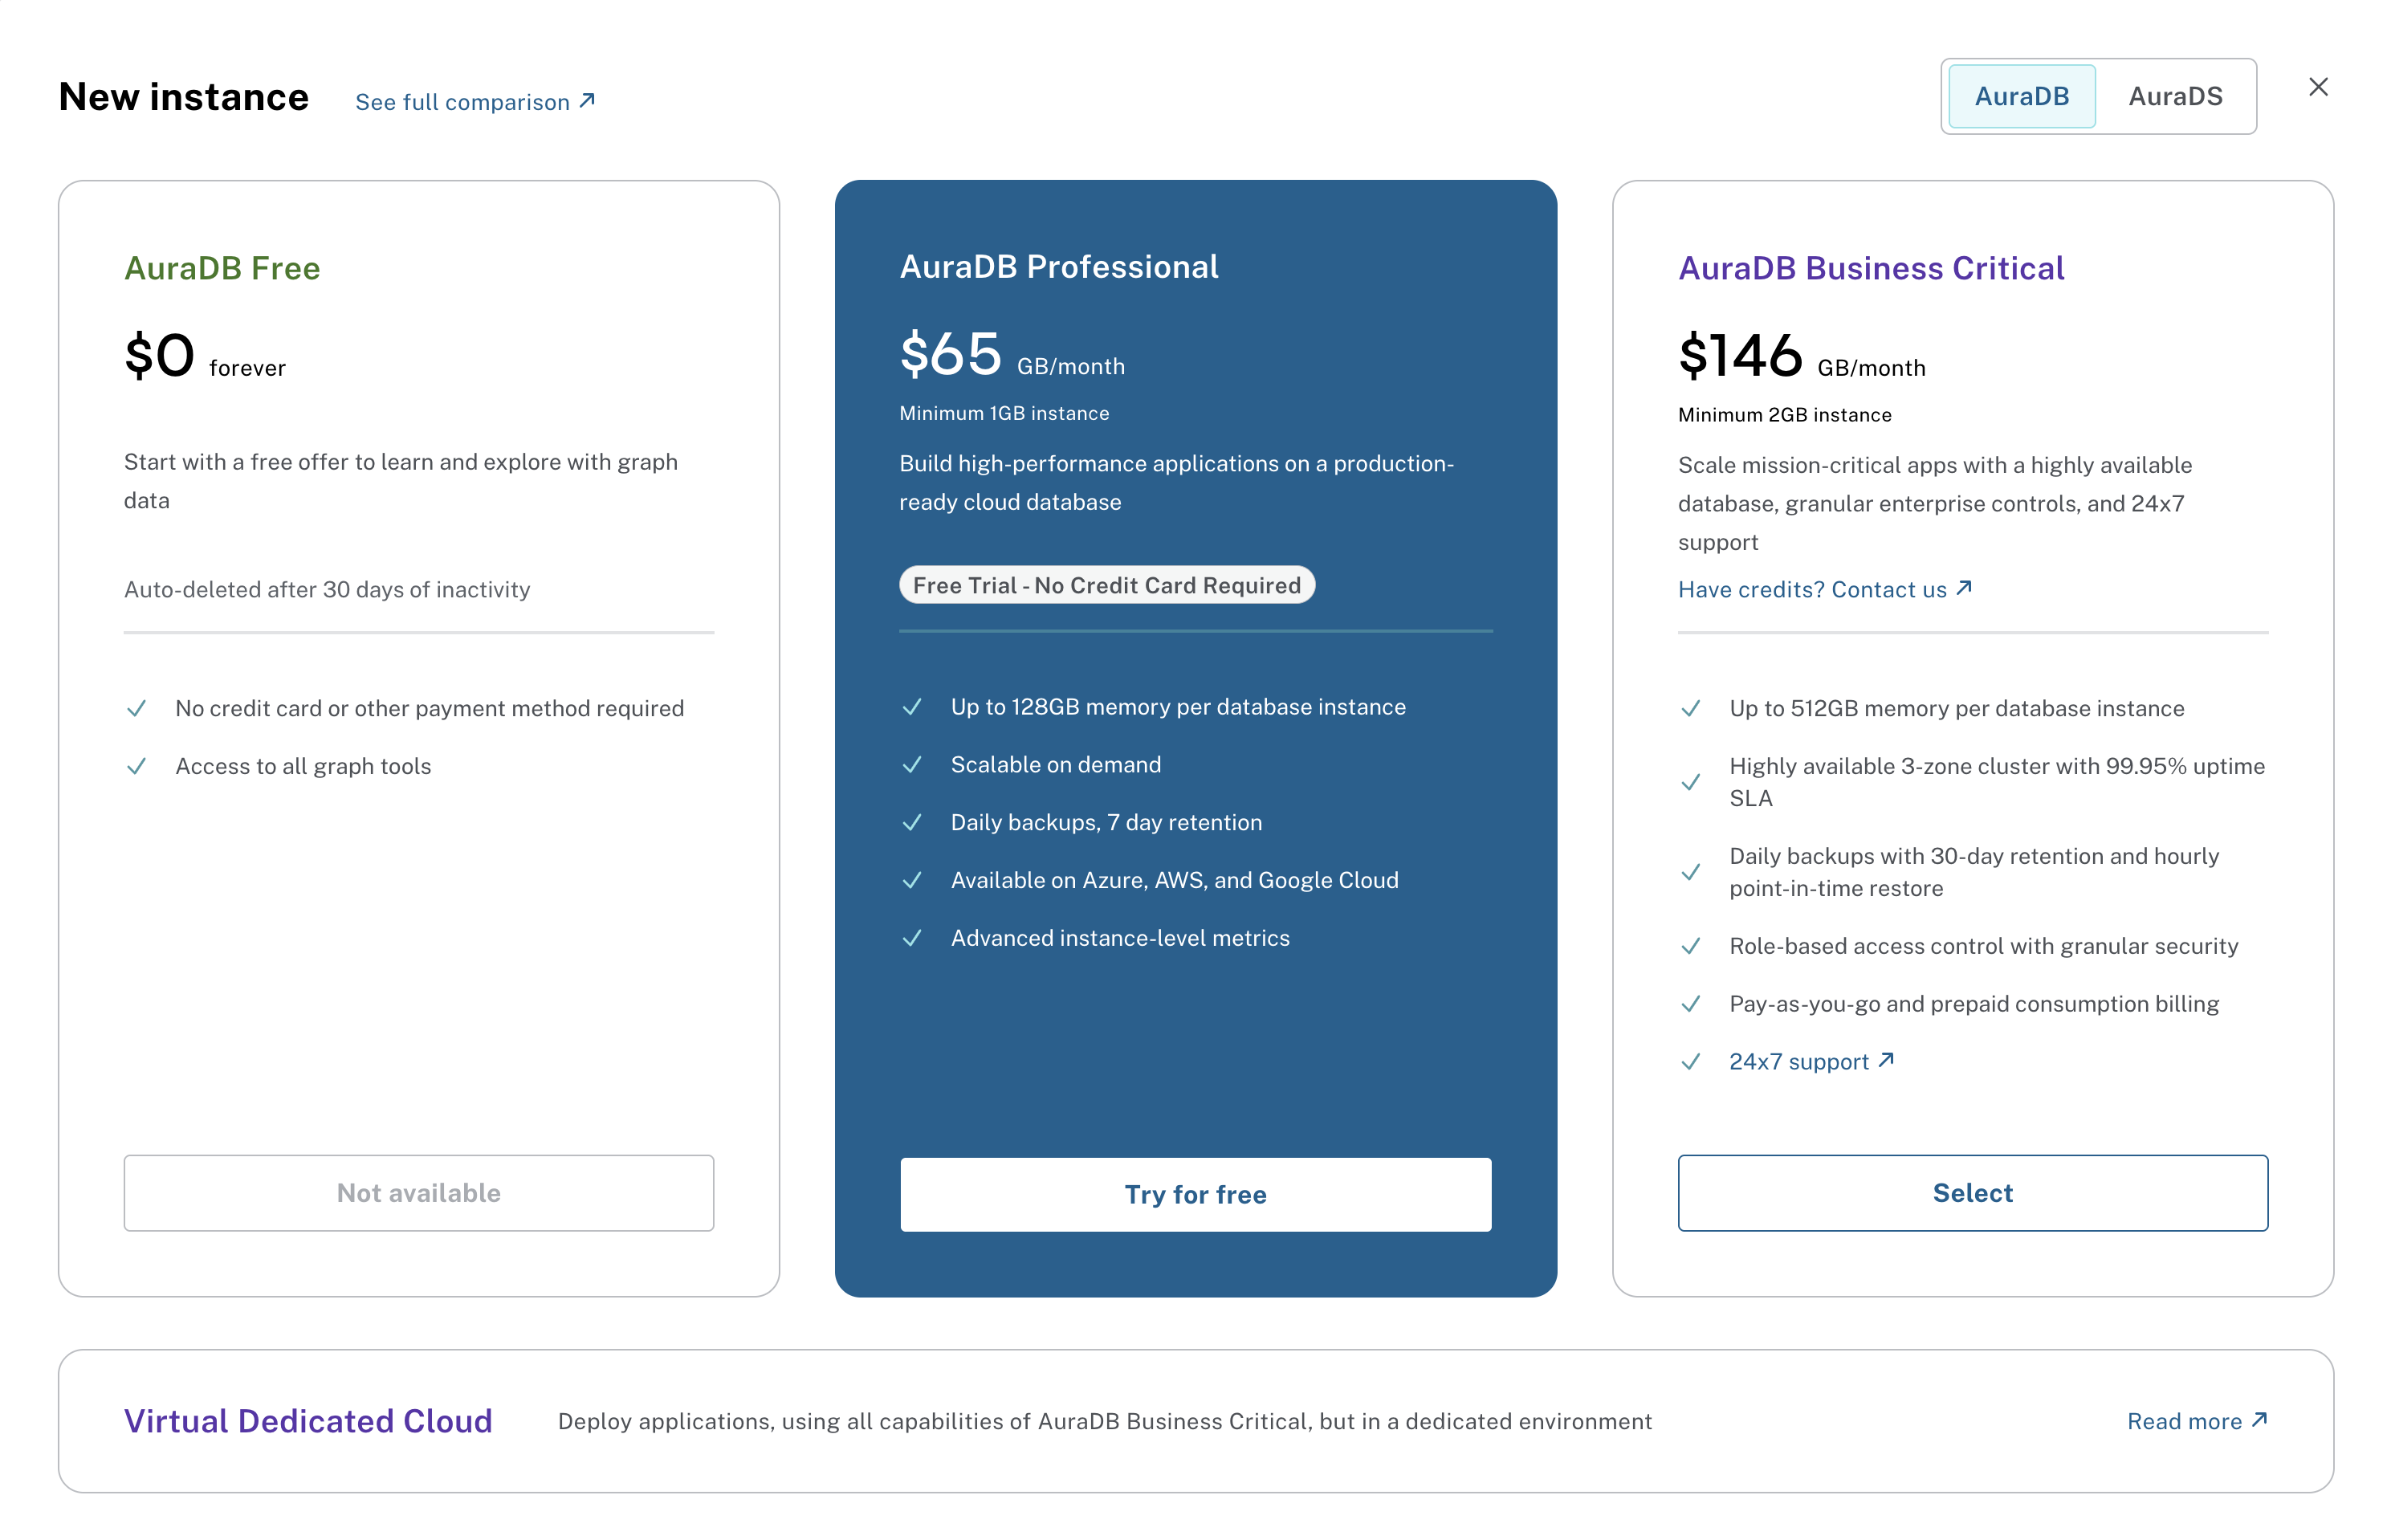 New instance
See full comparison
AuraDB
AuraDS
AuraDB Free
$0 forever
Start with a free offer to learn and explore with graph
data
Auto-deleted after 30 days of inactivity
No credit card or other payment method required
Access to all graph tools
Not available
AuraDB Professional
$65 GB/month
Minimum 1GB instance
Build high-performance applications on a production-
ready cloud database
Free Trial - No Credit Card Required
Up to 128GB memory per database instance
Scalable on demand
Daily backups, 7 day retention
Available on Azure, AWS, and Google Cloud
Advanced instance-level metrics
Try for free
AuraDB Business Critical
$146 GB/month
Minimum 2GB instance
Scale mission-critical apps with a highly available
database, granular enterprise controls, and 24x7
support
Have credits? Contact us
Up to 512GB memory per database instance
Highly available 3-zone cluster with 99.95% uptime
SLA
Daily backups with 30-day retention and hourly
point-in-time restore
Role-based access control with granular security
Pay-as-you-go and prepaid consumption billing
24x7 support
Select
Virtual Dedicated Cloud
Deploy applications, using all capabilities of AuraDB Business Critical, but in a dedicated environment
Read more